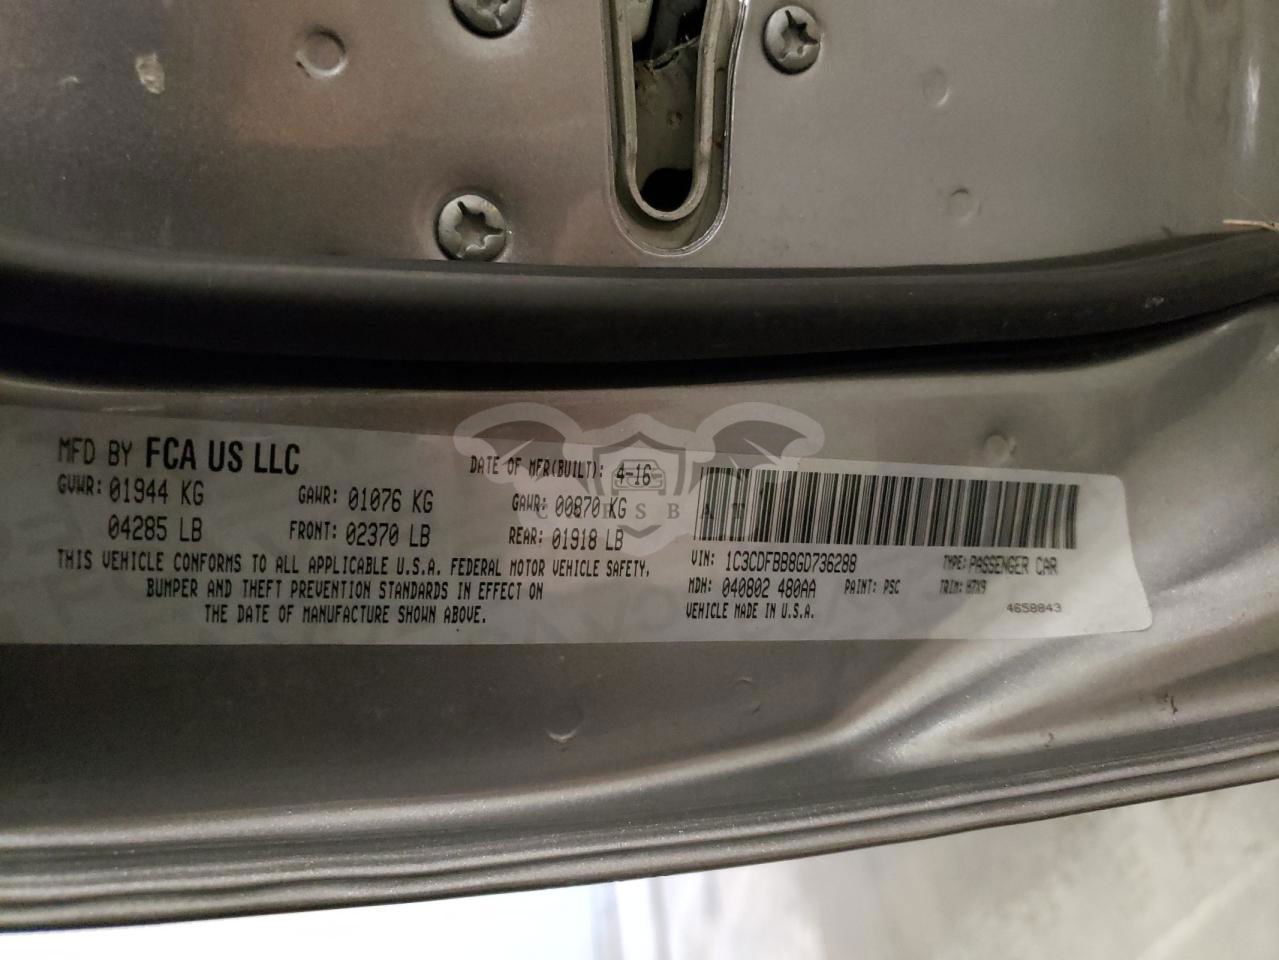 MFD BY FCA US LLC
DATE OF MFR(BUILT): 4-16
GVWR: 01944 KG GAWR: 01076 KG GAWR: 00870 KG
04285 LB FRONT: 02370 LB REAR: 01918 LB
THIS VEHICLE CONFORMS TO ALL APPLICABLE U.S.A. FEDERAL MOTOR VEHICLE SAFETY,
BUMPER AND THEFT PREVENTION STANDARDS IN EFFECT ON
THE DATE OF MANUFACTURE SHOWN ABOVE.
VIN: 1C3CDFBB8GD736288 TYPE: PASSENGER CAR
MDH: 040802 480AA PAINT: PSC TRIM: H7X9
VEHICLE MADE IN U.S.A. 4658843